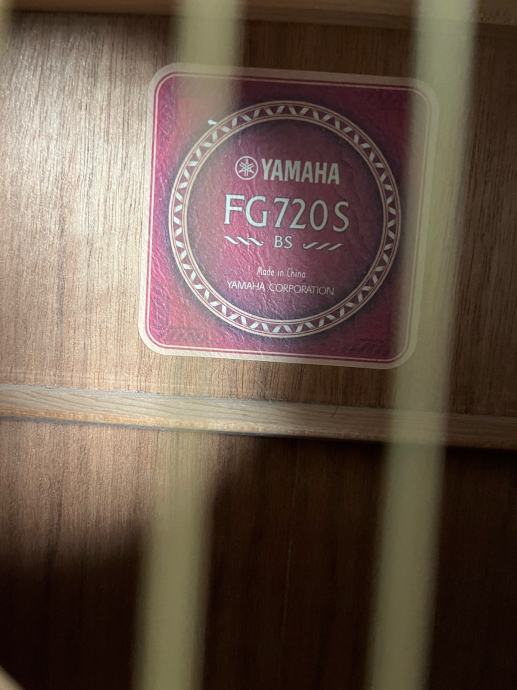 YAMAHA
FG720S
BS
Made in China
YAMAHA CORPORATION